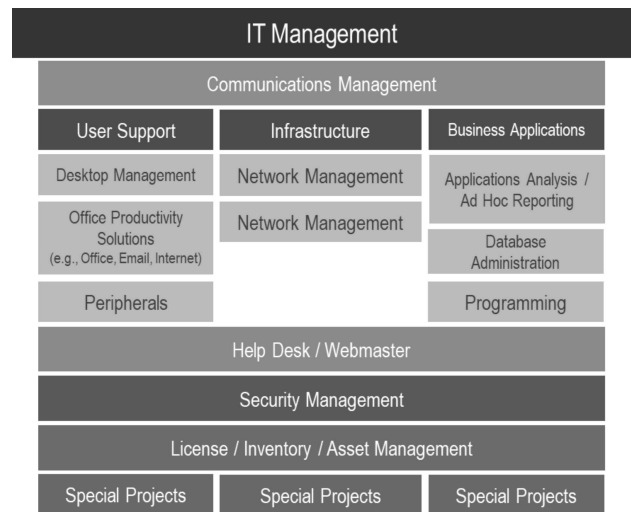 IT Management
Communications Management
User Support
Infrastructure
Business Applications
Desktop Management
Network Management
Applications Analysis /
Ad Hoc Reporting
Office Productivity
Solutions
(e.g., Office, Email, Internet)
Network Management
Database
Administration
Peripherals
Programming
Help Desk / Webmaster
Security Management
License / Inventory / Asset Management
Special Projects
Special Projects
Special Projects